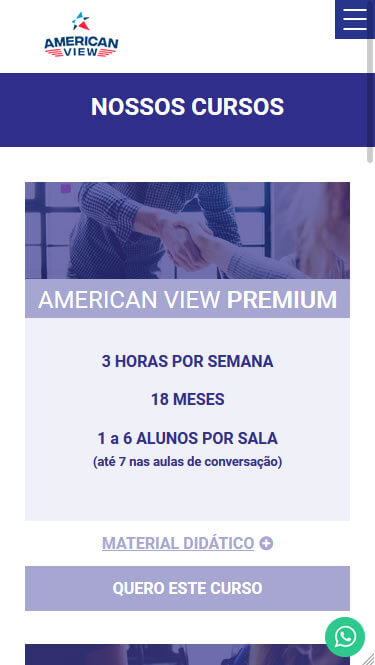 AMERICAN
VIEW
NOSSOS CURSOS
AMERICAN VIEW PREMIUM
3 HORAS POR SEMANA
18 MESES
1 a 6 ALUNOS POR SALA
(até 7 nas aulas de conversação)
MATERIAL DIDÁTICO
QUERO ESTE CURSO